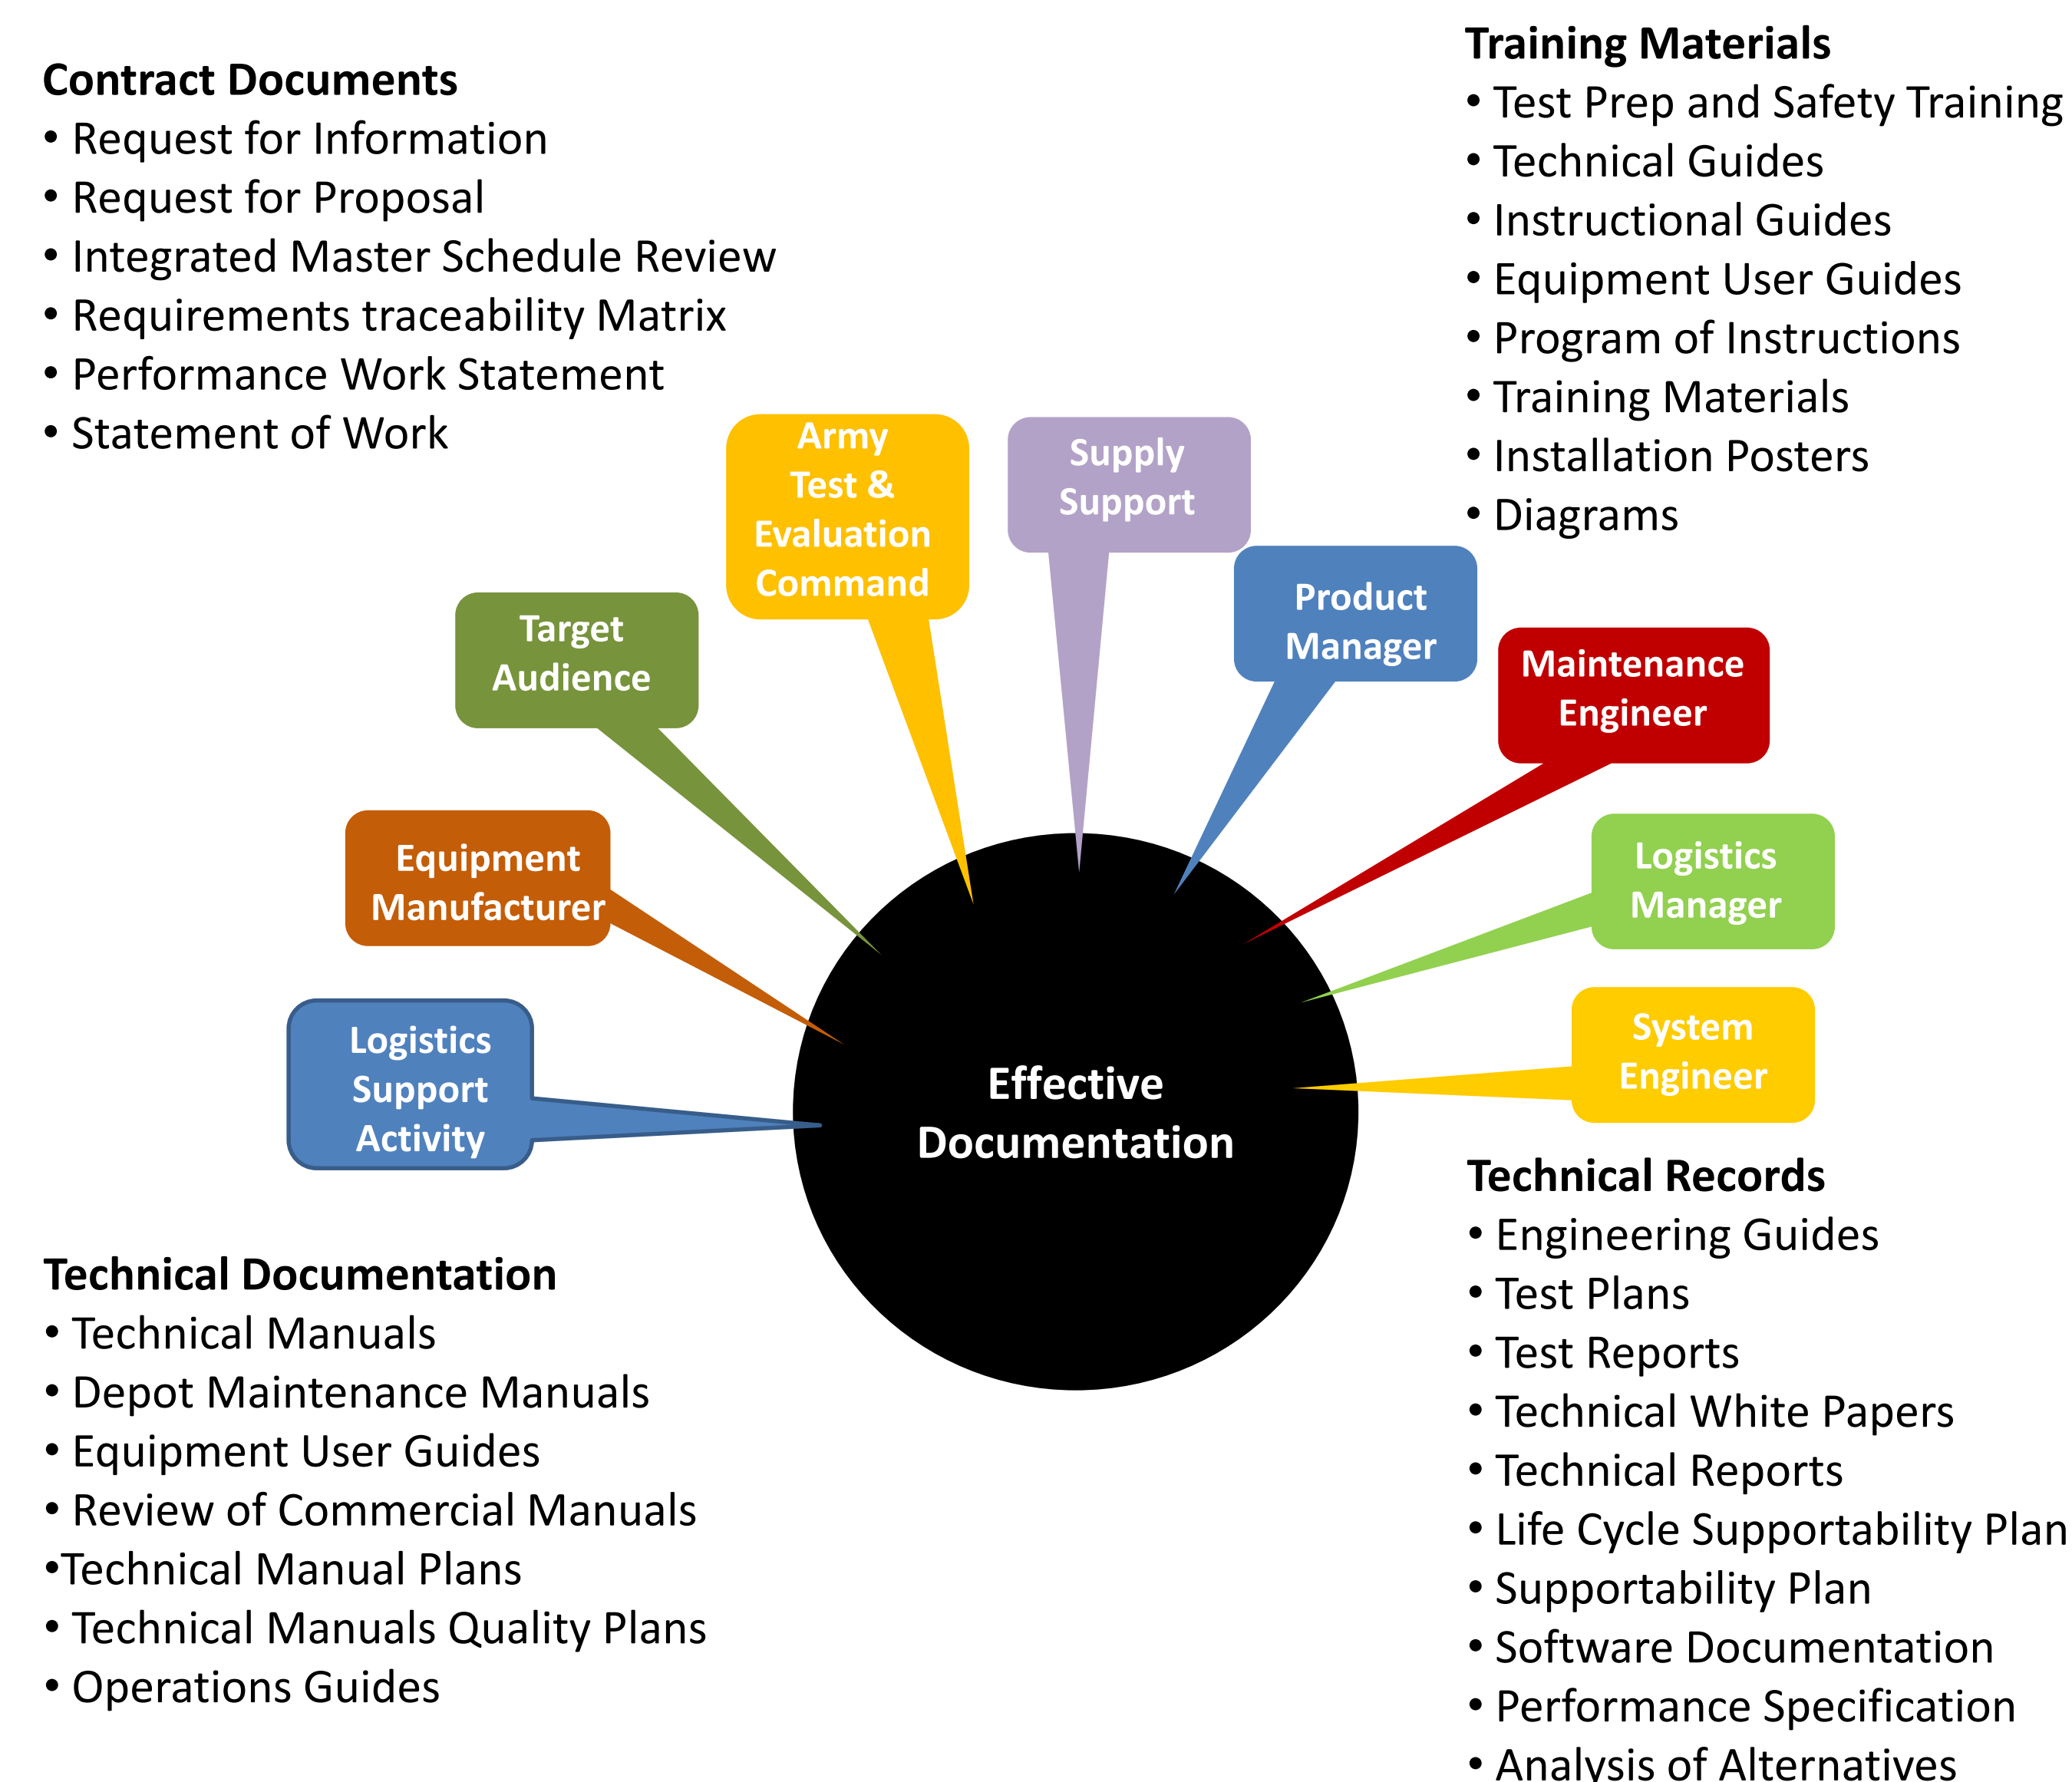 Contract Documents
• Request for Information
• Request for Proposal
• Integrated Master Schedule Review
• Requirements traceability Matrix
• Performance Work Statement
• Statement of Work
Training Materials
• Test Prep and Safety Training
• Technical Guides
• Instructional Guides
• Equipment User Guides
• Program of Instructions
• Training Materials
• Installation Posters
• Diagrams
Logistics
Support
Activity
Equipment
Manufacturer
Target
Audience
Army
Test &
Evaluation
Command
Supply
Support
Product
Manager
Maintenance
Engineer
Logistics
Manager
System
Engineer
Effective
Documentation
Technical Documentation
• Technical Manuals
• Depot Maintenance Manuals
• Equipment User Guides
• Review of Commercial Manuals
•Technical Manual Plans
• Technical Manuals Quality Plans
• Operations Guides
Technical Records
• Engineering Guides
• Test Plans
• Test Reports
• Technical White Papers
• Technical Reports
• Life Cycle Supportability Plan
• Supportability Plan
• Software Documentation
• Performance Specification
• Analysis of Alternatives